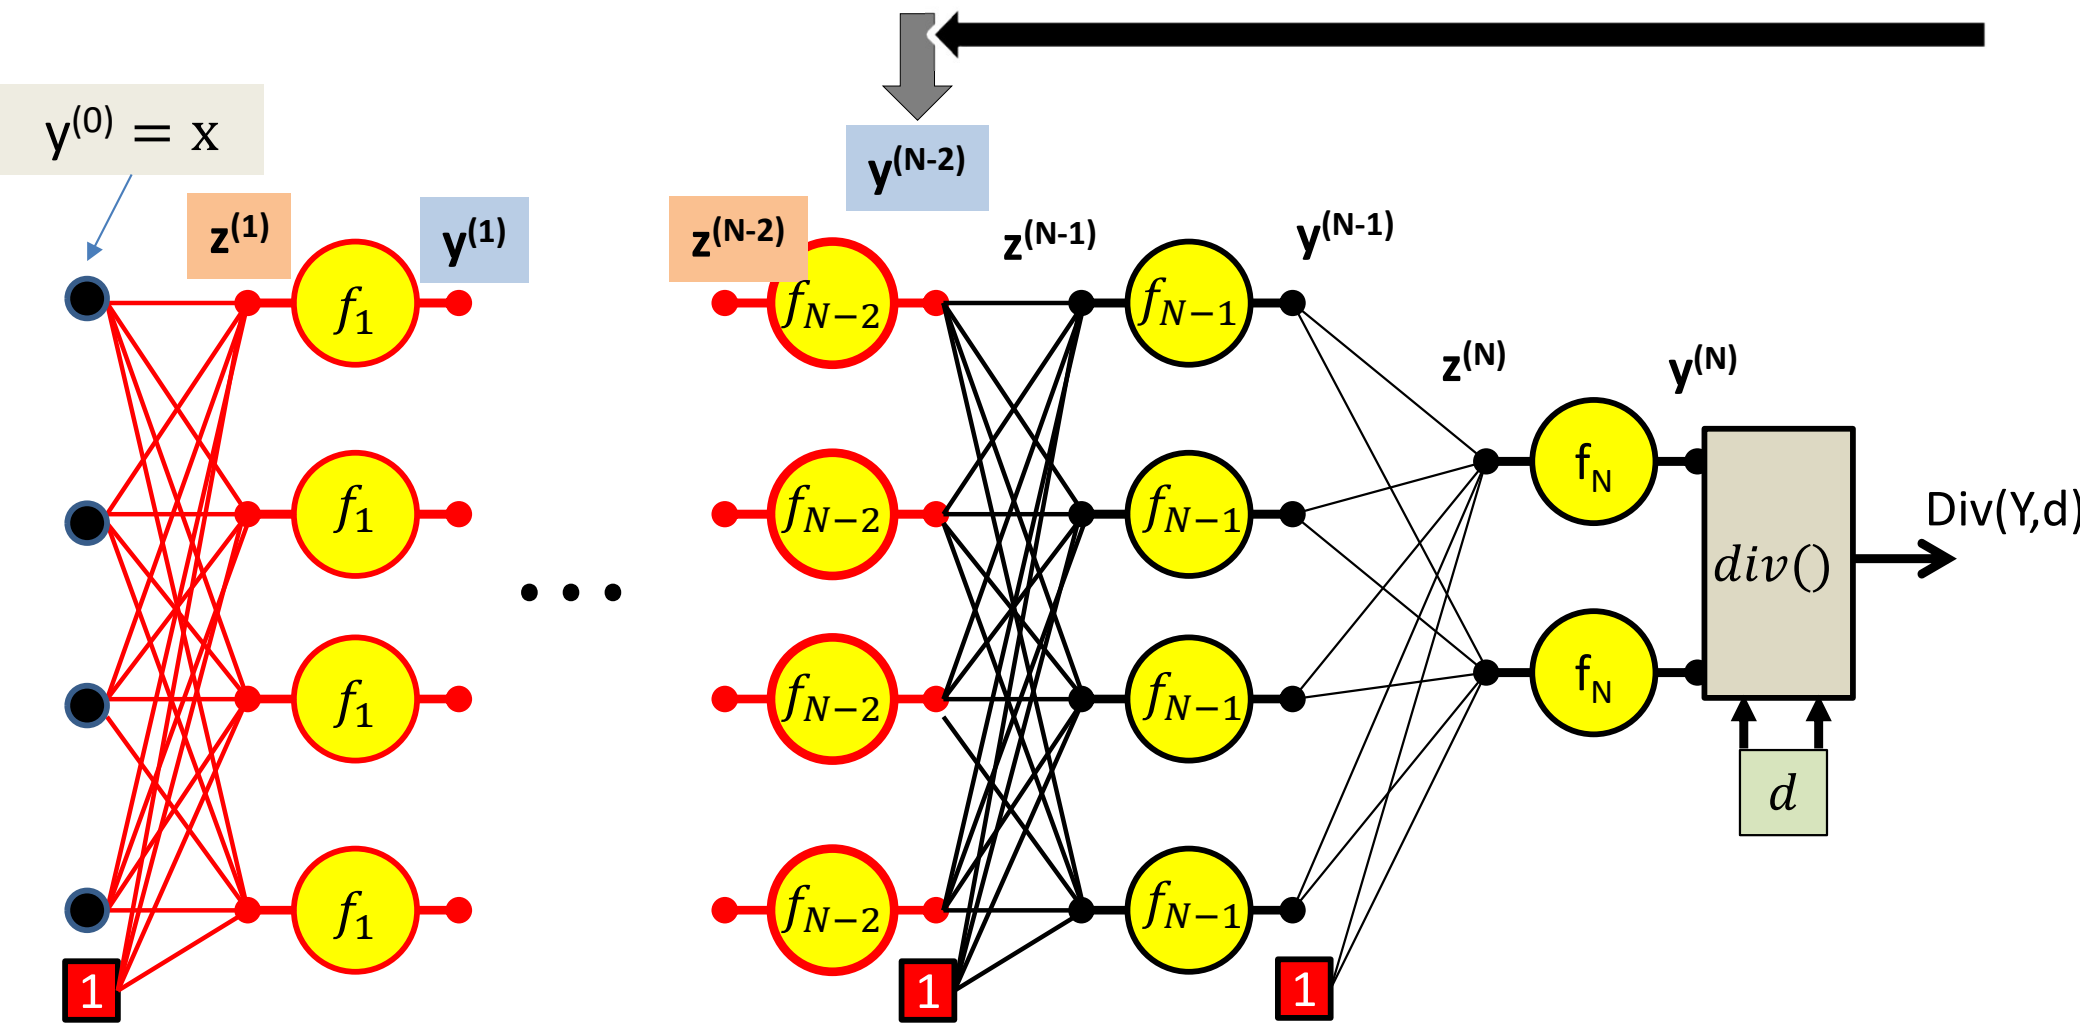 y(0) = x
z(1)
y(1)
z(N-2)
y(N-2)
z(N-1)
y(N-1)
z(N)
y(N)
f1
f1
f1
f1
...
fN−2
fN−2
fN−2
fN−2
fN−1
fN−1
fN−1
fN−1
fN
fN
div()
Div(Y,d)
d
1
1
1